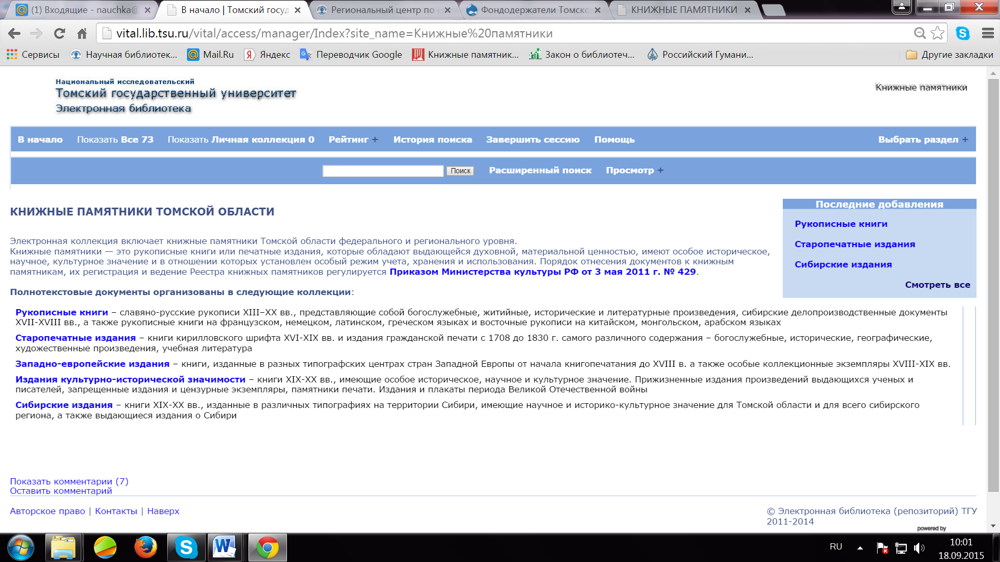 (1) Входящие - nauchka@
В начало | Томский госуд
Региональный центр по
Фондодержатели Томско
КНИЖНЫЕ ПАМЯТНИКИ
vital.lib.tsu.ru/vital/access/manager/Index?site_name=Книжные%20памятники
Сервисы
Научная библиотек...
Mail.Ru
Яндекс
Переводчик Google
Книжные памятник...
Закон о библиотеч...
Российский Гумани...
Другие закладки
Национальный исследовательский
Томский государственный университет
Электронная библиотека
Книжные памятники
В начало Показать Все 73 Показать Личная коллекция 0 Рейтинг + История поиска Завершить сессию Помощь Выбрать раздел +
Поиск Расширенный поиск Просмотр +
КНИЖНЫЕ ПАМЯТНИКИ ТОМСКОЙ ОБЛАСТИ
Электронная коллекция включает книжные памятники Томской области федерального и регионального уровня.
Книжные памятники — это рукописные книги или печатные издания, которые обладают выдающейся духовной, материальной ценностью, имеют особое историческое,
научное, культурное значение и в отношении которых установлен особый режим учета, хранения и использования. Порядок отнесения документов к книжным
памятникам, их регистрация и ведение Реестра книжных памятников регулируется Приказом Министерства культуры РФ от 3 мая 2011 г. № 429.
Последние добавления
Рукописные книги
Старопечатные издания
Сибирские издания
Смотреть все
Полнотекстовые документы организованы в следующие коллекции:
Рукописные книги – славяно-русские рукописи XIII–XX вв., представляющие собой богослужебные, житийные, исторические и литературные произведения, сибирские делопроизводственные документы
XVII-XVIII вв., а также рукописные книги на французском, немецком, латинском, греческом языках и восточные рукописи на китайском, монгольском, арабском языках
Старопечатные издания – книги кирилловского шрифта XVI-XIX вв. и издания гражданской печати с 1708 до 1830 г. самого различного содержания – богослужебные, исторические, географические,
художественные произведения, учебная литература
Западно-европейские издания – книги, изданные в разных типографских центрах стран Западной Европы от начала книгопечатания до XVIII в. а также особые коллекционные экземпляры XVIII-XIX вв.
Издания культурно-исторической значимости – книги XIX-XX вв., имеющие особое историческое, научное и культурное значение. Прижизненные издания произведений выдающихся ученых и
писателей, запрещенные издания и цензурные экземпляры, памятники печати. Издания и плакаты периода Великой Отечественной войны
Сибирские издания – книги XIX-XX вв., изданные в различных типографиях на территории Сибири, имеющие научное и историко-культурное значение для Томской области и для всего сибирского
региона, а также выдающиеся издания о Сибири
Показать комментарии (7)
Оставить комментарий
Авторское право | Контакты | Наверх
© Электронная библиотека (репозиторий) ТГУ
2011-2014
powered by
RU
10:01
18.09.2015